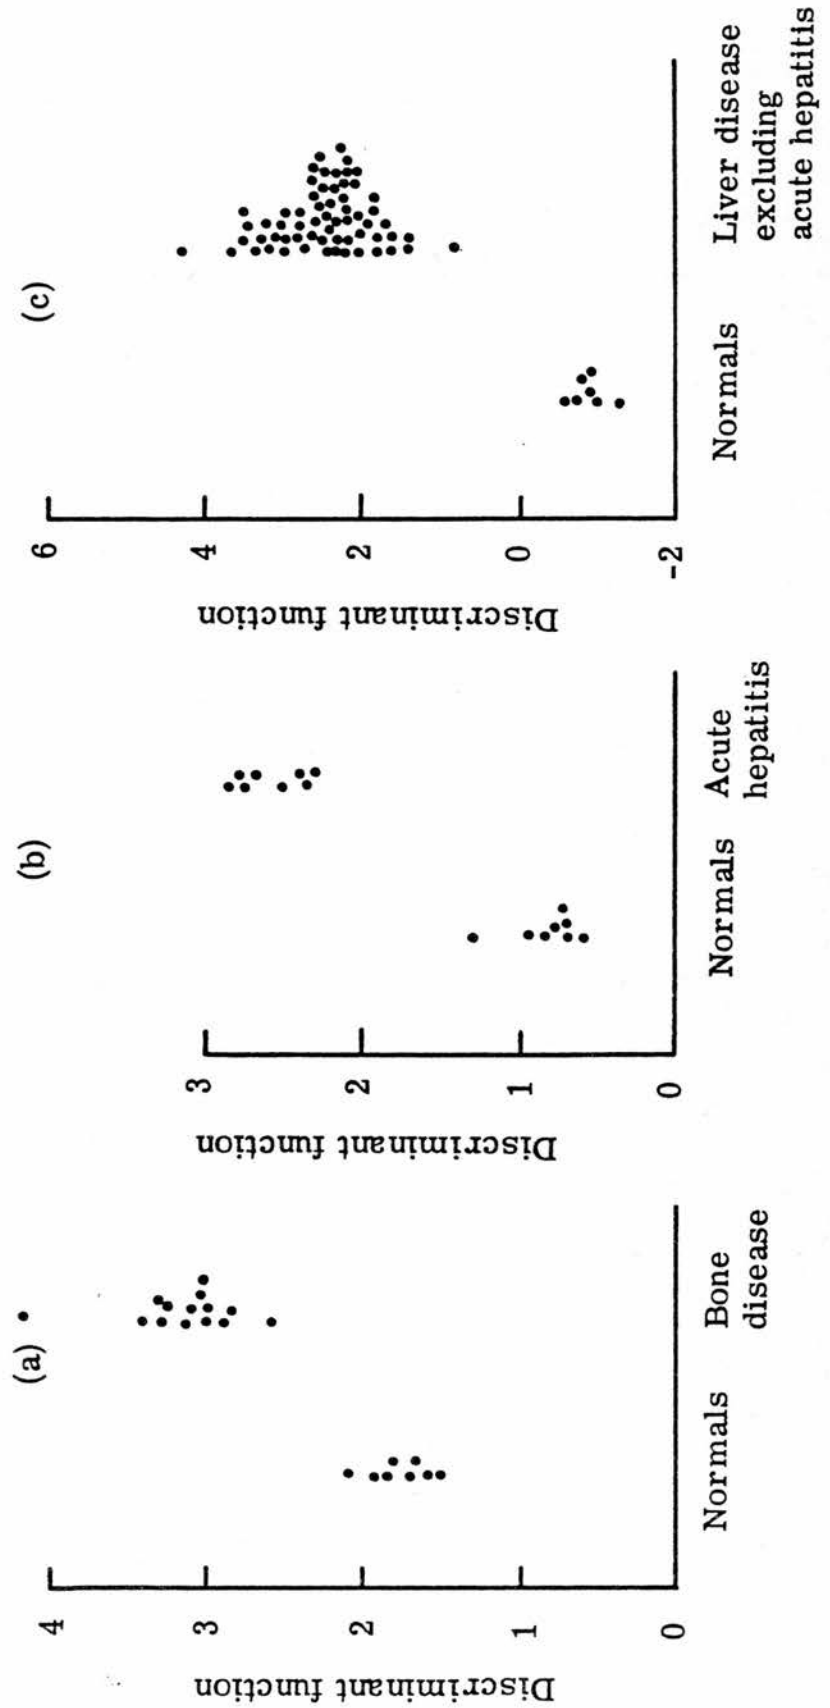 (a)
Discriminant function
4
3
2
1
0
Normals
Bone
disease
(b)
Discriminant function
3
2
1
0
Normals
Acute
hepatitis
(c)
Discriminant function
6
4
2
0
-2
Normals
Liver disease
excluding
acute hepatitis